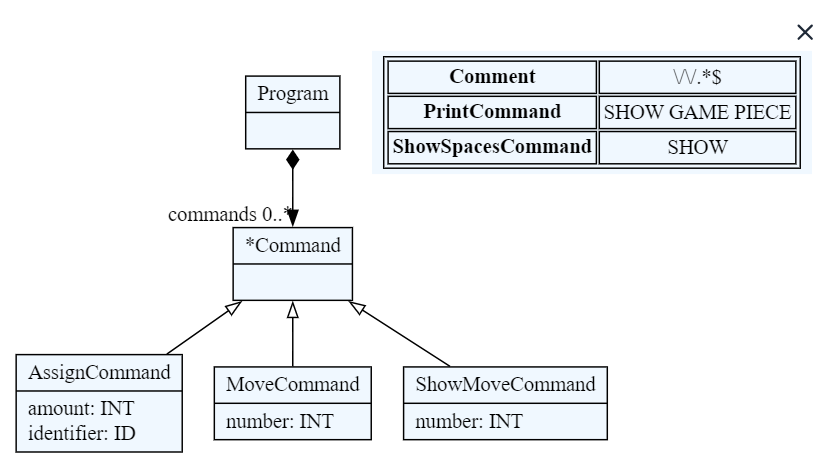 Program
commands 0..*
*Command
AssignCommand
amount: INT
identifier: ID
MoveCommand
number: INT
ShowMoveCommand
number: INT
Comment \/\/.*$
PrintCommand SHOW GAME PIECE
ShowSpacesCommand SHOW